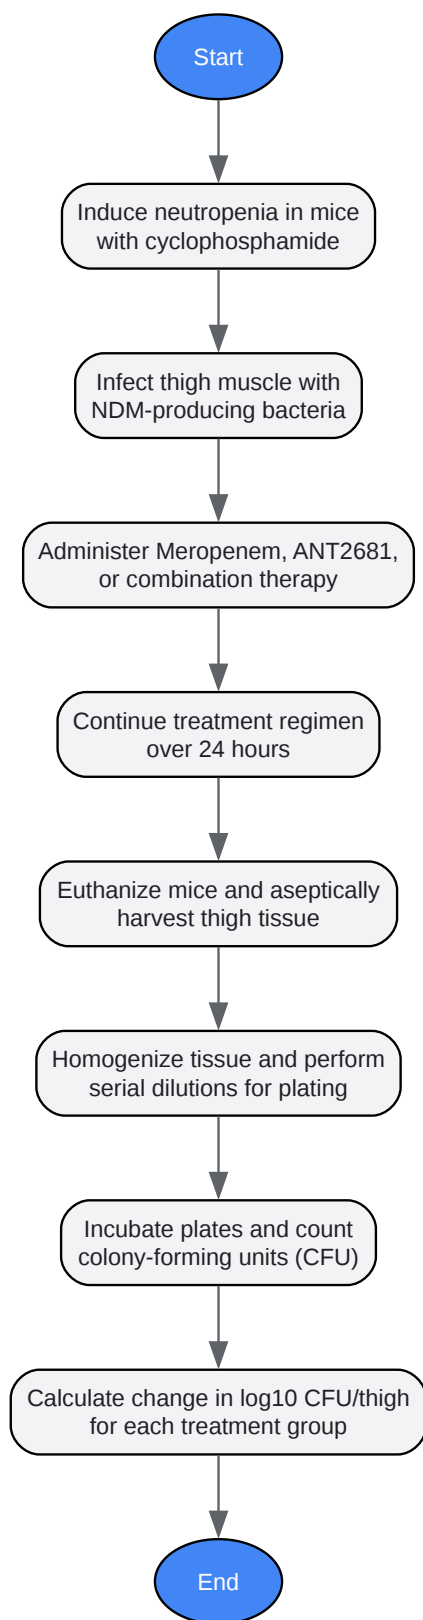 Start
Induce neutropenia in mice
with cyclophosphamide
Infect thigh muscle with
NDM-producing bacteria
Administer Meropenem, ANT2681,
or combination therapy
Continue treatment regimen
over 24 hours
Euthanize mice and aseptically
harvest thigh tissue
Homogenize tissue and perform
serial dilutions for plating
Incubate plates and count
colony-forming units (CFU)
Calculate change in log10 CFU/thigh
for each treatment group
End